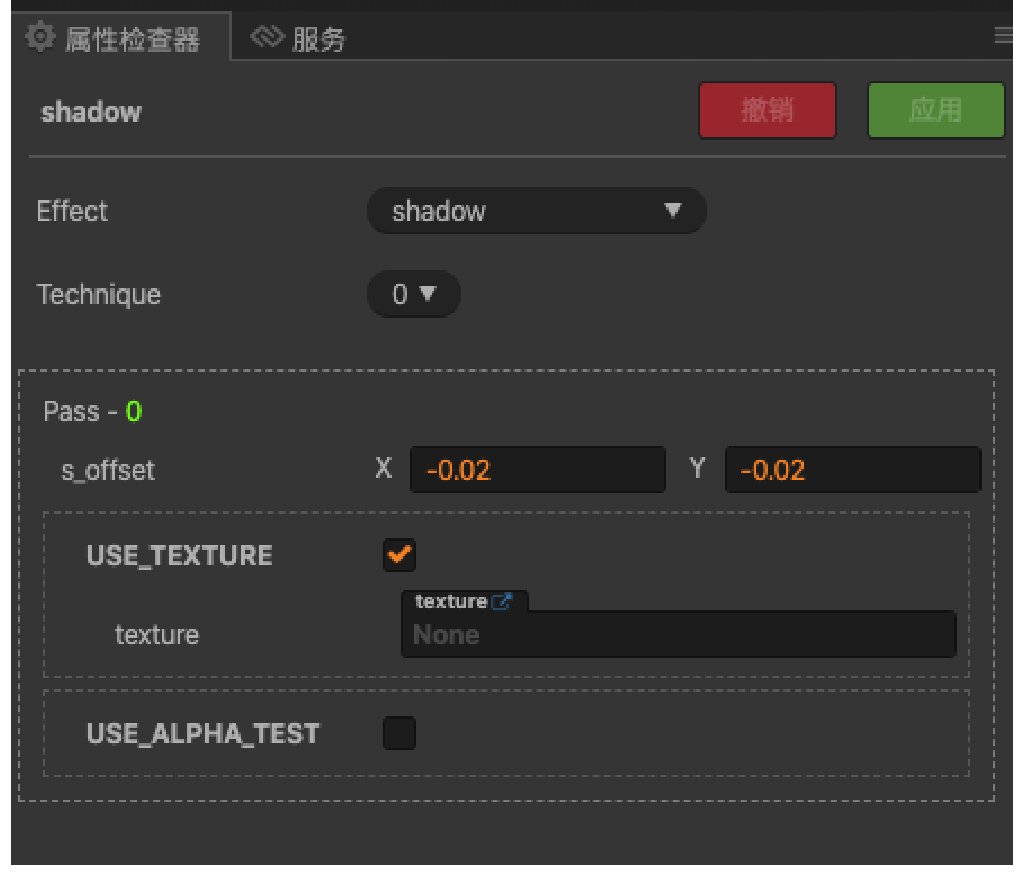 属性检查器 服务
shadow 撤销 应用
Effect shadow
Technique 0
Pass - 0
s_offset X -0.02 Y -0.02
USE_TEXTURE
texture
texture None
USE_ALPHA_TEST